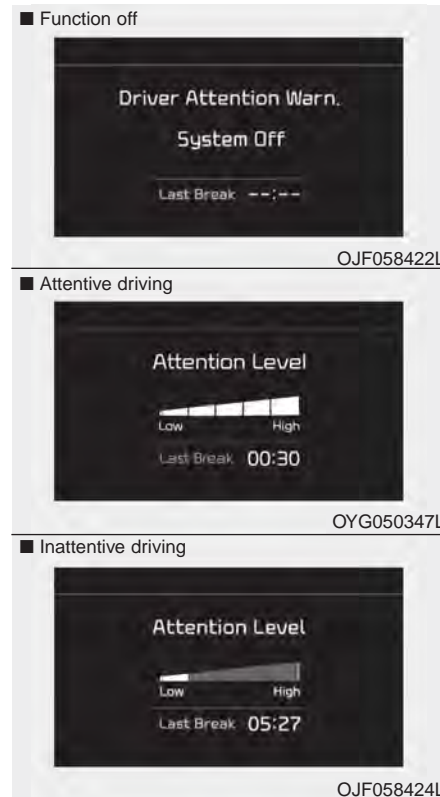 ■ Function off
Driver Attention Warn.
System Off
Last Break --:--
OJF058422L
■ Attentive driving
Attention Level
Low High
Last Break 00:30
OYG050347L
■ Inattentive driving
Attention Level
Low High
Last Break 05:27
OJF058424L